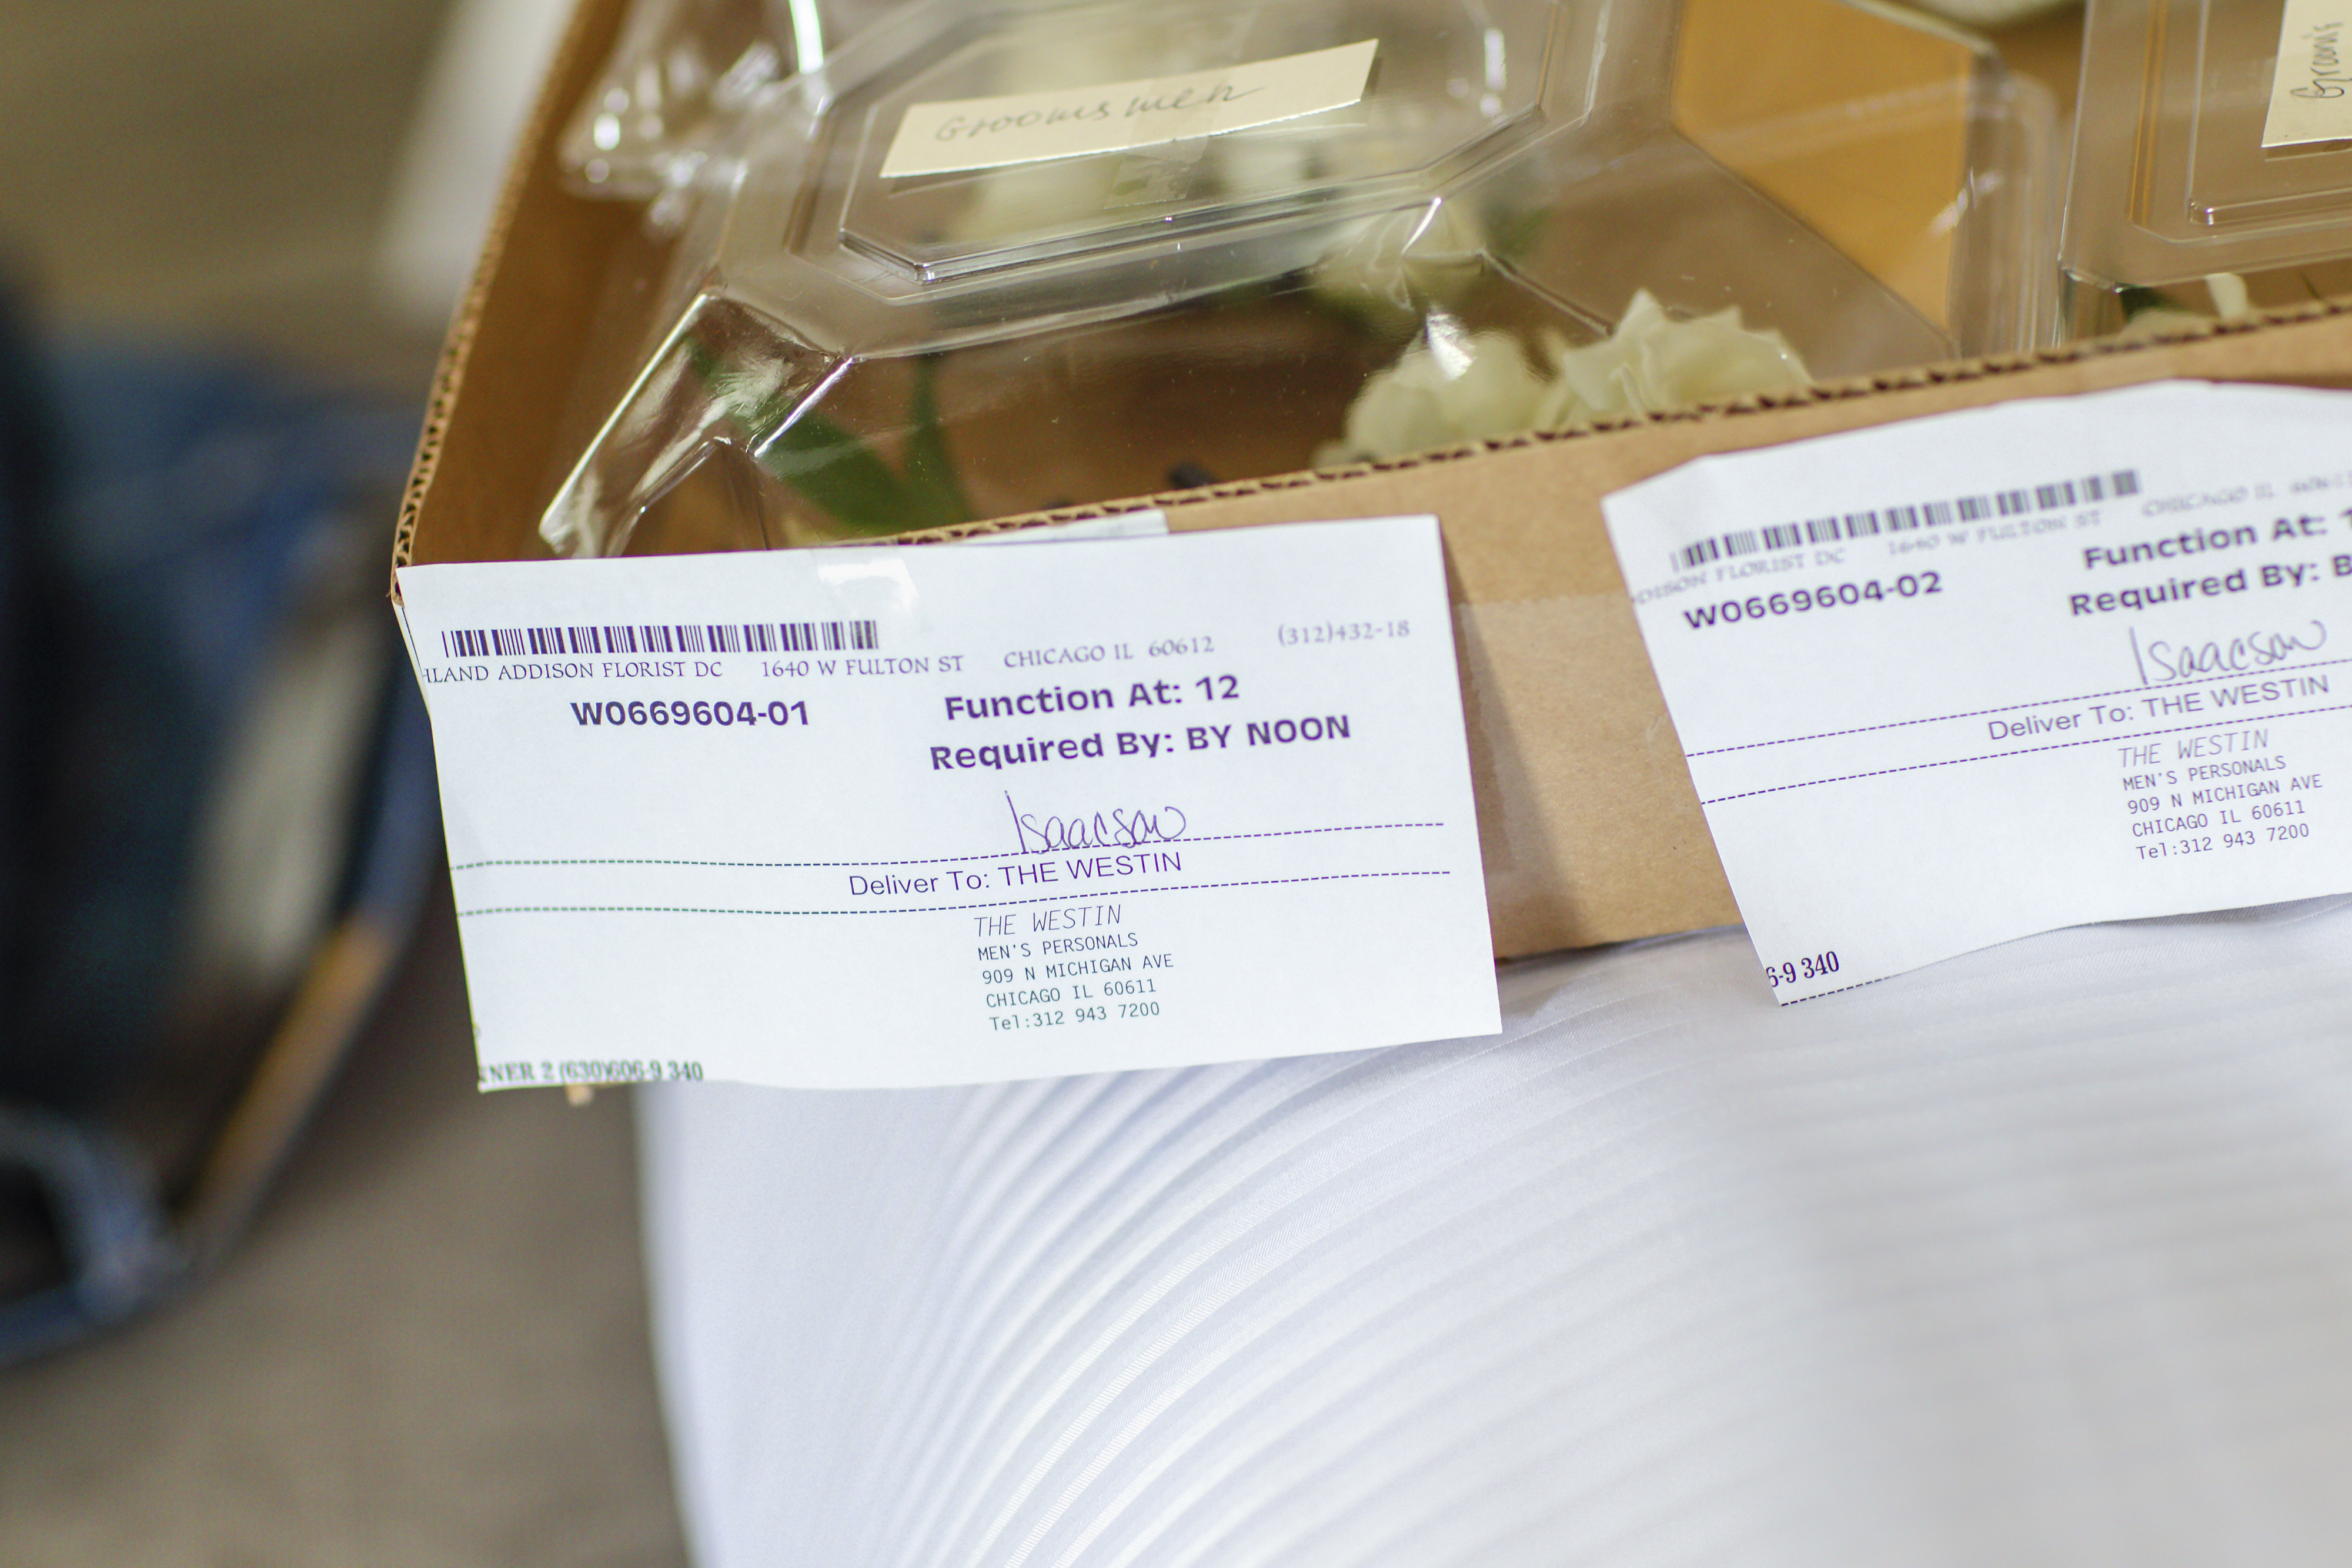 Groomsmen
Groom's
HLAND ADDISON FLORIST DC 1640 W FULTON ST CHICAGO IL 60612 (312)432-18
W0669604-01
Function At: 12
Required By: BY NOON
Isaacson
Deliver To: THE WESTIN
THE WESTIN
MEN'S PERSONALS
909 N MICHIGAN AVE
CHICAGO IL 60611
Tel:312 943 7200
NER 2 (630)606-9 340
DISON FLORIST DC 1640 W FULTON ST CHICAGO IL
W0669604-02
Function At: 1
Required By: B
Isaacson
Deliver To: THE WESTIN
THE WESTIN
MEN'S PERSONALS
909 N MICHIGAN AVE
CHICAGO IL 60611
Tel:312 943 7200
6-9 340